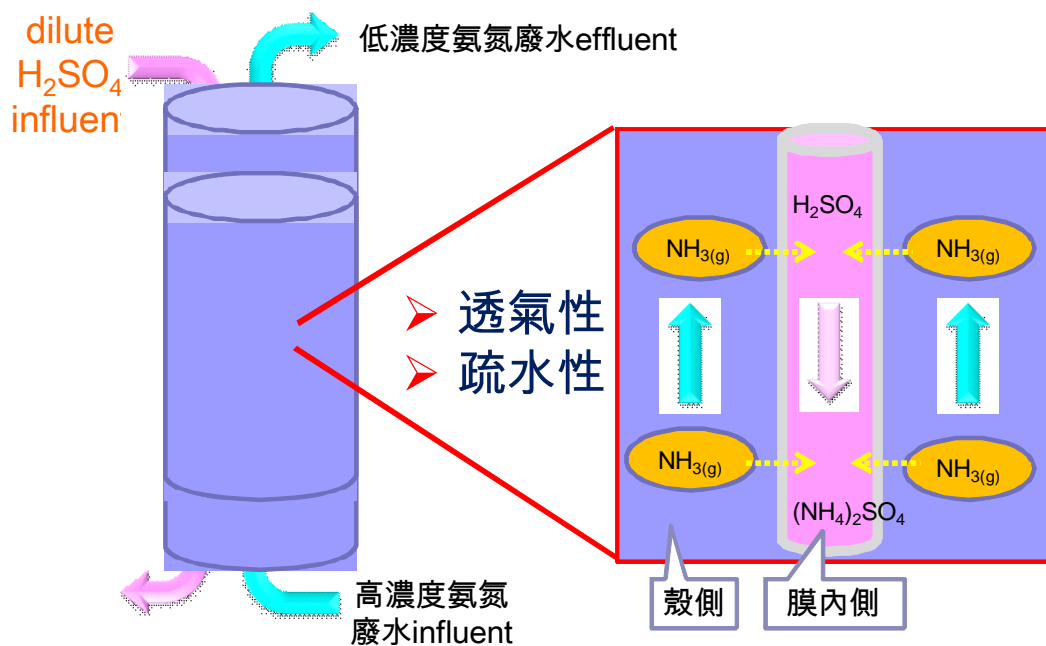 dilute
H₂SO₄
influent
低濃度氨氮廢水effluent
透氣性
疏水性
H₂SO₄
NH₃(g)
NH₃(g)
NH₃(g)
NH₃(g)
(NH₄)₂SO₄
殼側
膜內側
高濃度氨氮
廢水influent